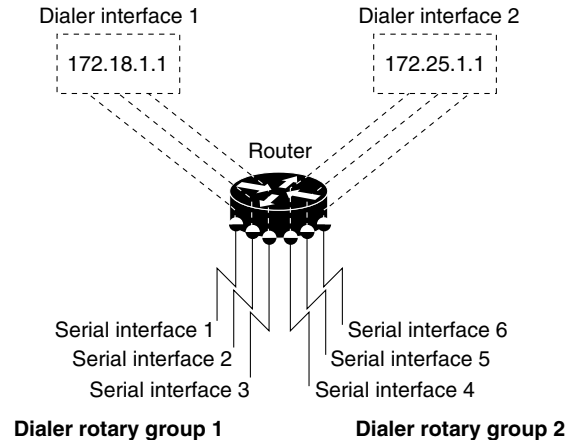 Dialer interface 1
Dialer interface 2
172.18.1.1
172.25.1.1
Router
Serial interface 1
Serial interface 6
Serial interface 2
Serial interface 5
Serial interface 3
Serial interface 4
Dialer rotary group 1
Dialer rotary group 2